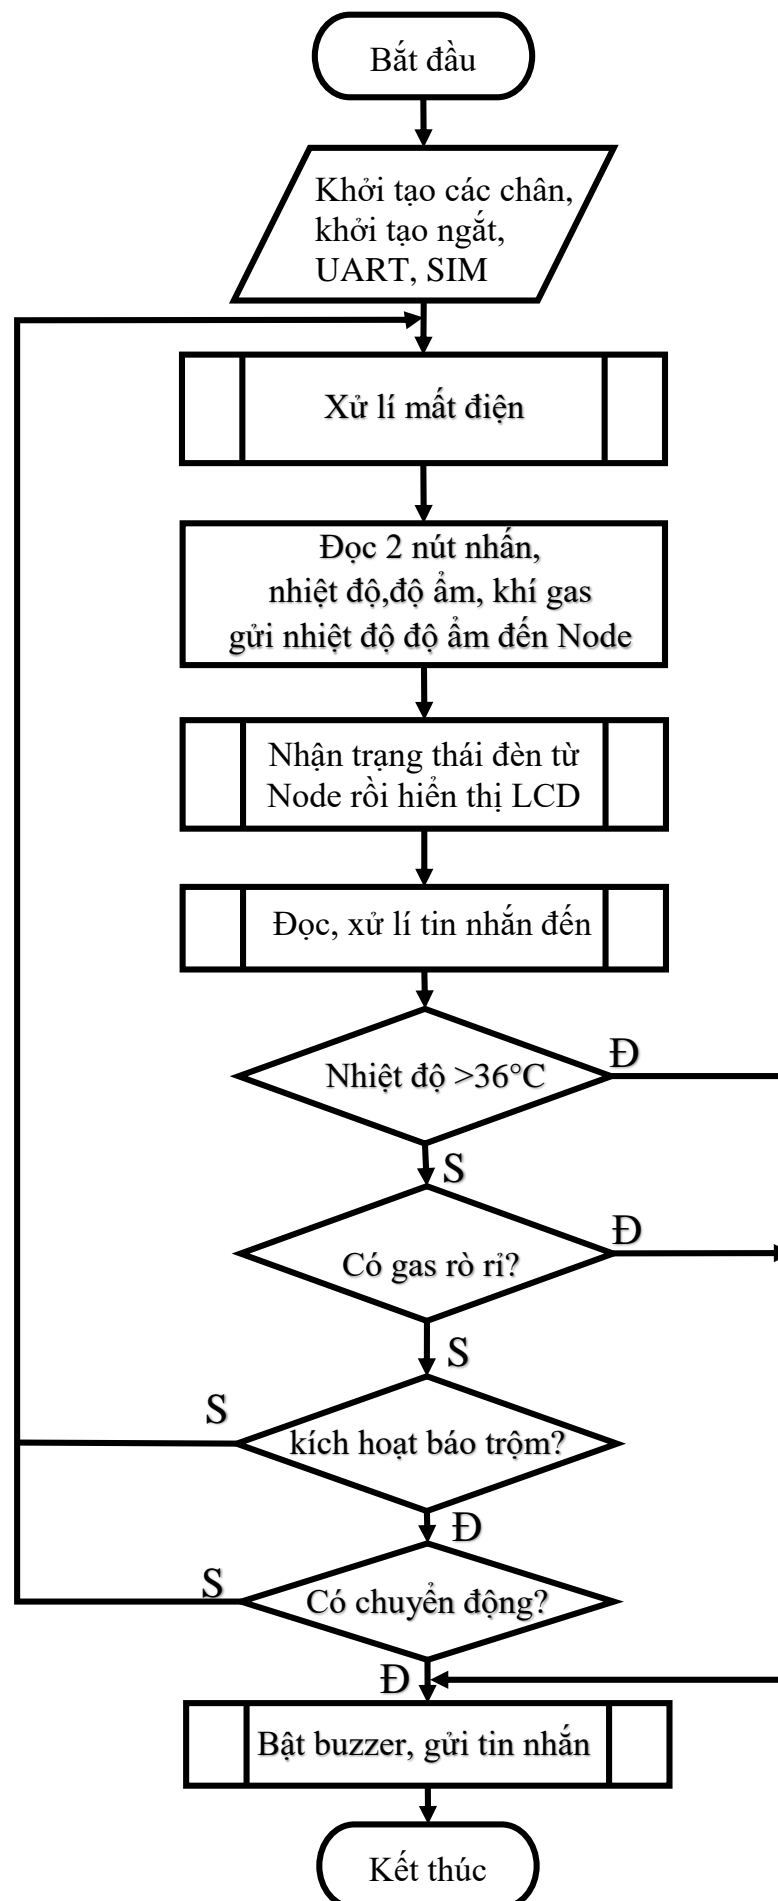 Bắt đầu
Khởi tạo các chân,
khởi tạo ngắt,
UART, SIM
Xử lí mất điện
Đọc 2 nút nhấn,
nhiệt độ,độ ẩm, khí gas
gửi nhiệt độ độ ẩm đến Node
Nhận trạng thái đèn từ
Node rồi hiển thị LCD
Đọc, xử lí tin nhắn đến
Nhiệt độ >36°C
Đ
S
Có gas rò rỉ?
Đ
S
kích hoạt báo trộm?
S
Đ
Có chuyển động?
S
Đ
Bật buzzer, gửi tin nhắn
Kết thúc